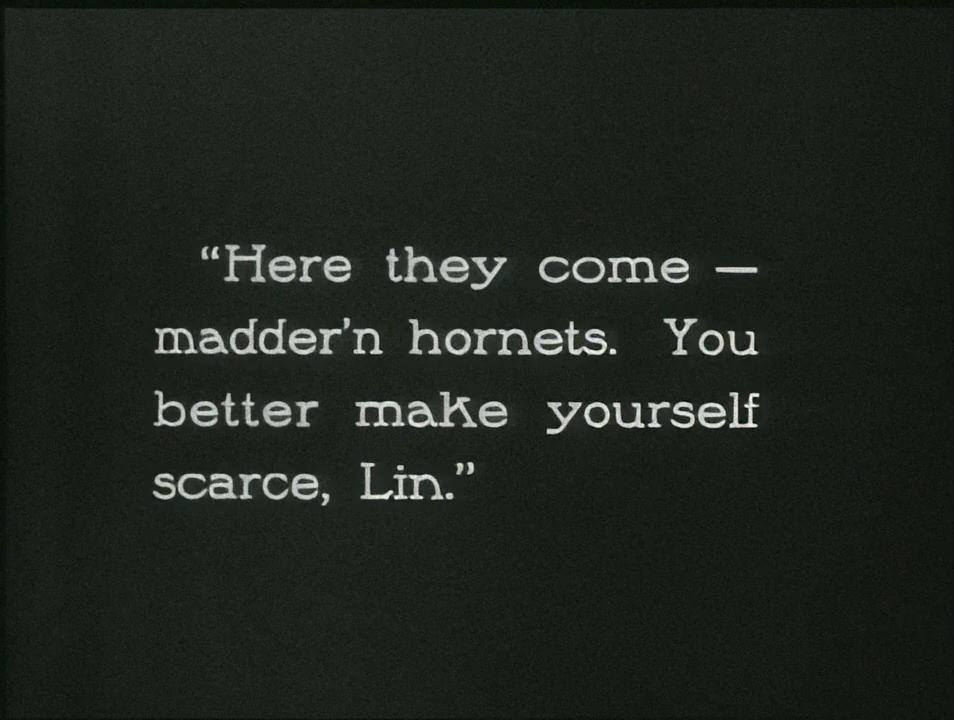 “Here they come —
madder'n hornets. You
better make yourself
scarce, Lin.”